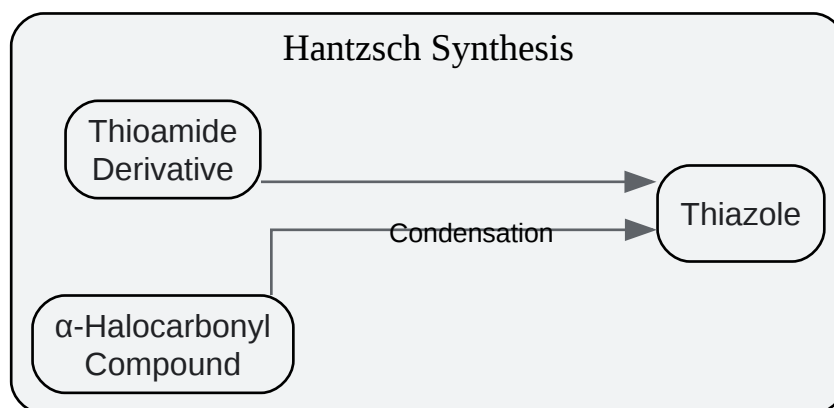 Hantzsch Synthesis
Thioamide
Derivative
Thiazole
Condensation
α-Halocarbonyl
Compound